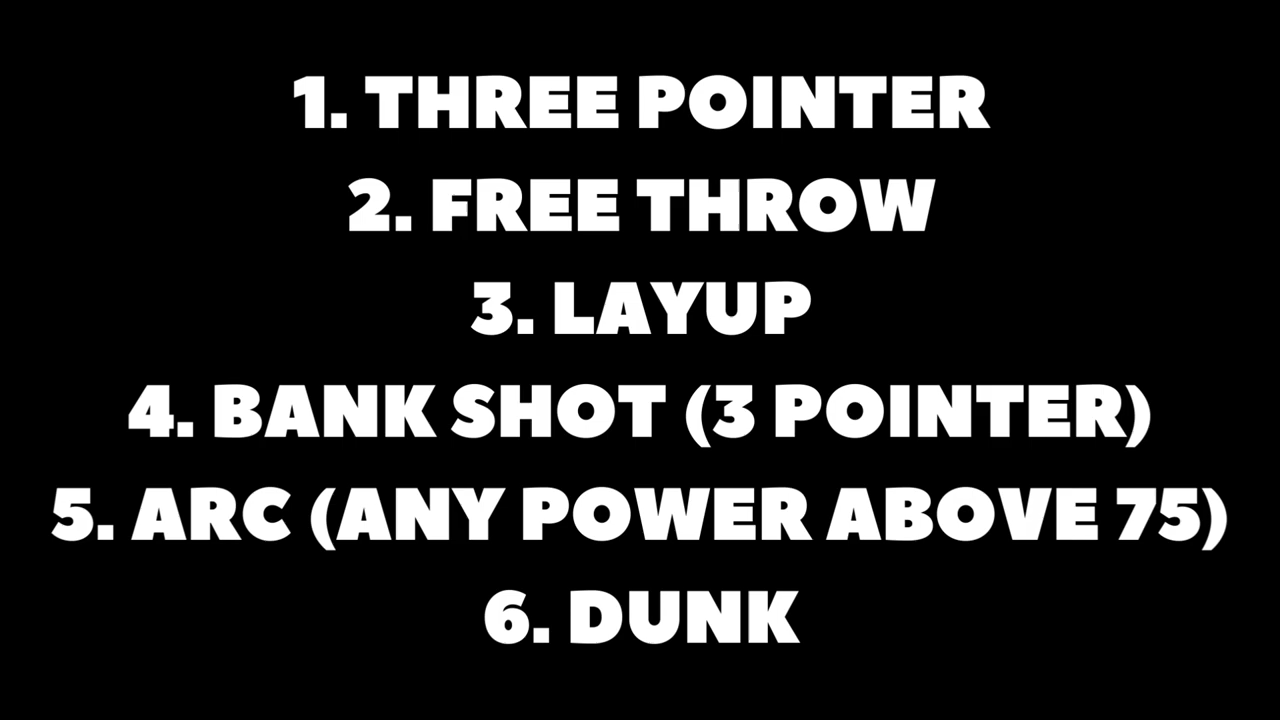 1. THREE POINTER
2. FREE THROW
3. LAYUP
4. BANK SHOT (3 POINTER)
5. ARC (ANY POWER ABOVE 75)
6. DUNK